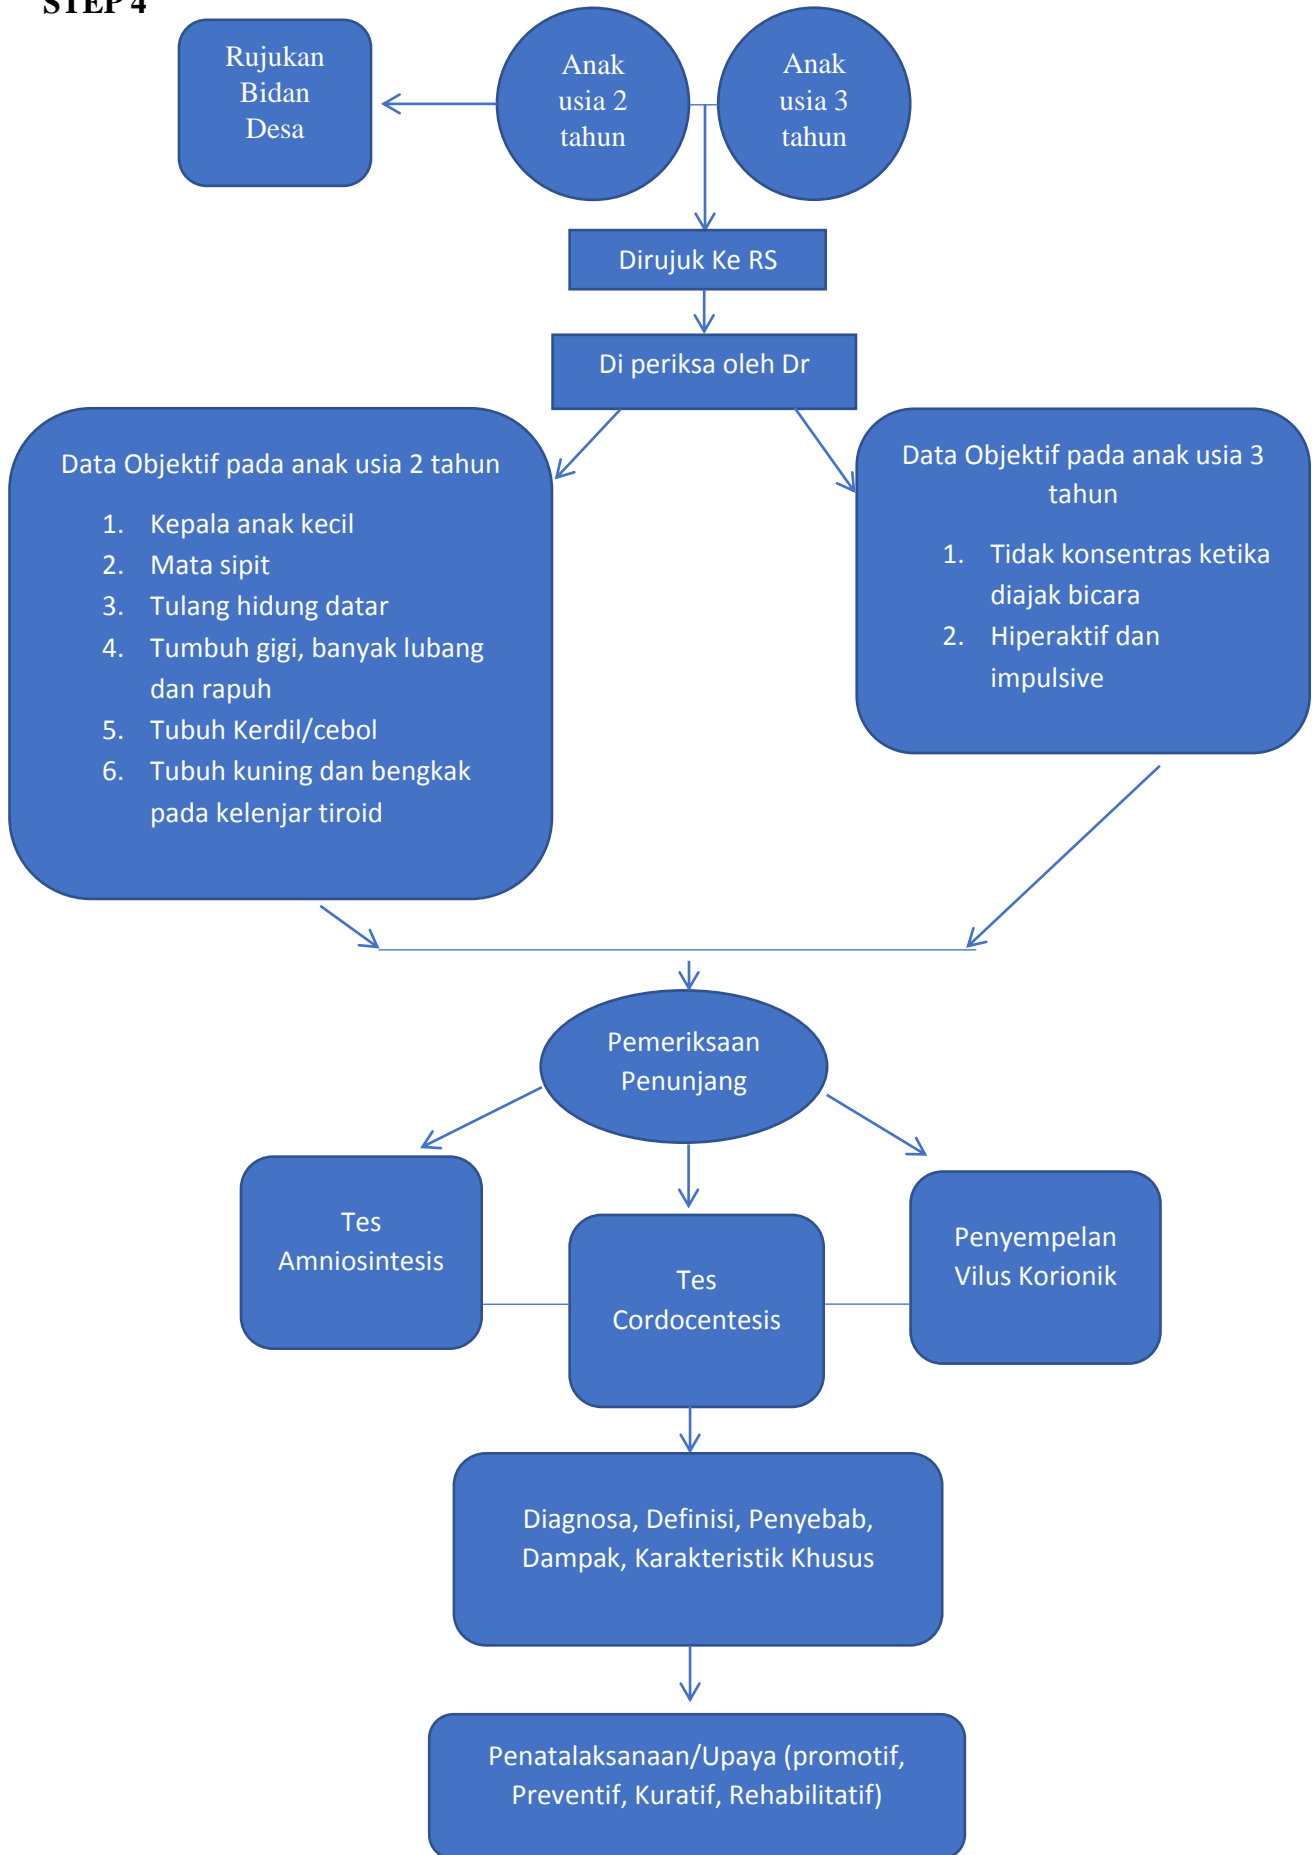 STEP 4
Rujukan
Bidan
Desa
Anak
usia 2
tahun
Anak
usia 3
tahun
Dirujuk Ke RS
Di periksa oleh Dr
Data Objektif pada anak usia 2 tahun
1. Kepala anak kecil
2. Mata sipit
3. Tulang hidung datar
4. Tumbuh gigi, banyak lubang
dan rapuh
5. Tubuh Kerdil/cebol
6. Tubuh kuning dan bengkak
pada kelenjar tiroid
Data Objektif pada anak usia 3
tahun
1. Tidak konsentras ketika
diajak bicara
2. Hiperaktif dan
impulsive
Pemeriksaan
Penunjang
Tes
Amniosintesis
Tes
Cordocentesis
Penyempelan
Vilus Korionik
Diagnosa, Definisi, Penyebab,
Dampak, Karakteristik Khusus
Penatalaksanaan/Upaya (promotif,
Preventif, Kuratif, Rehabilitatif)